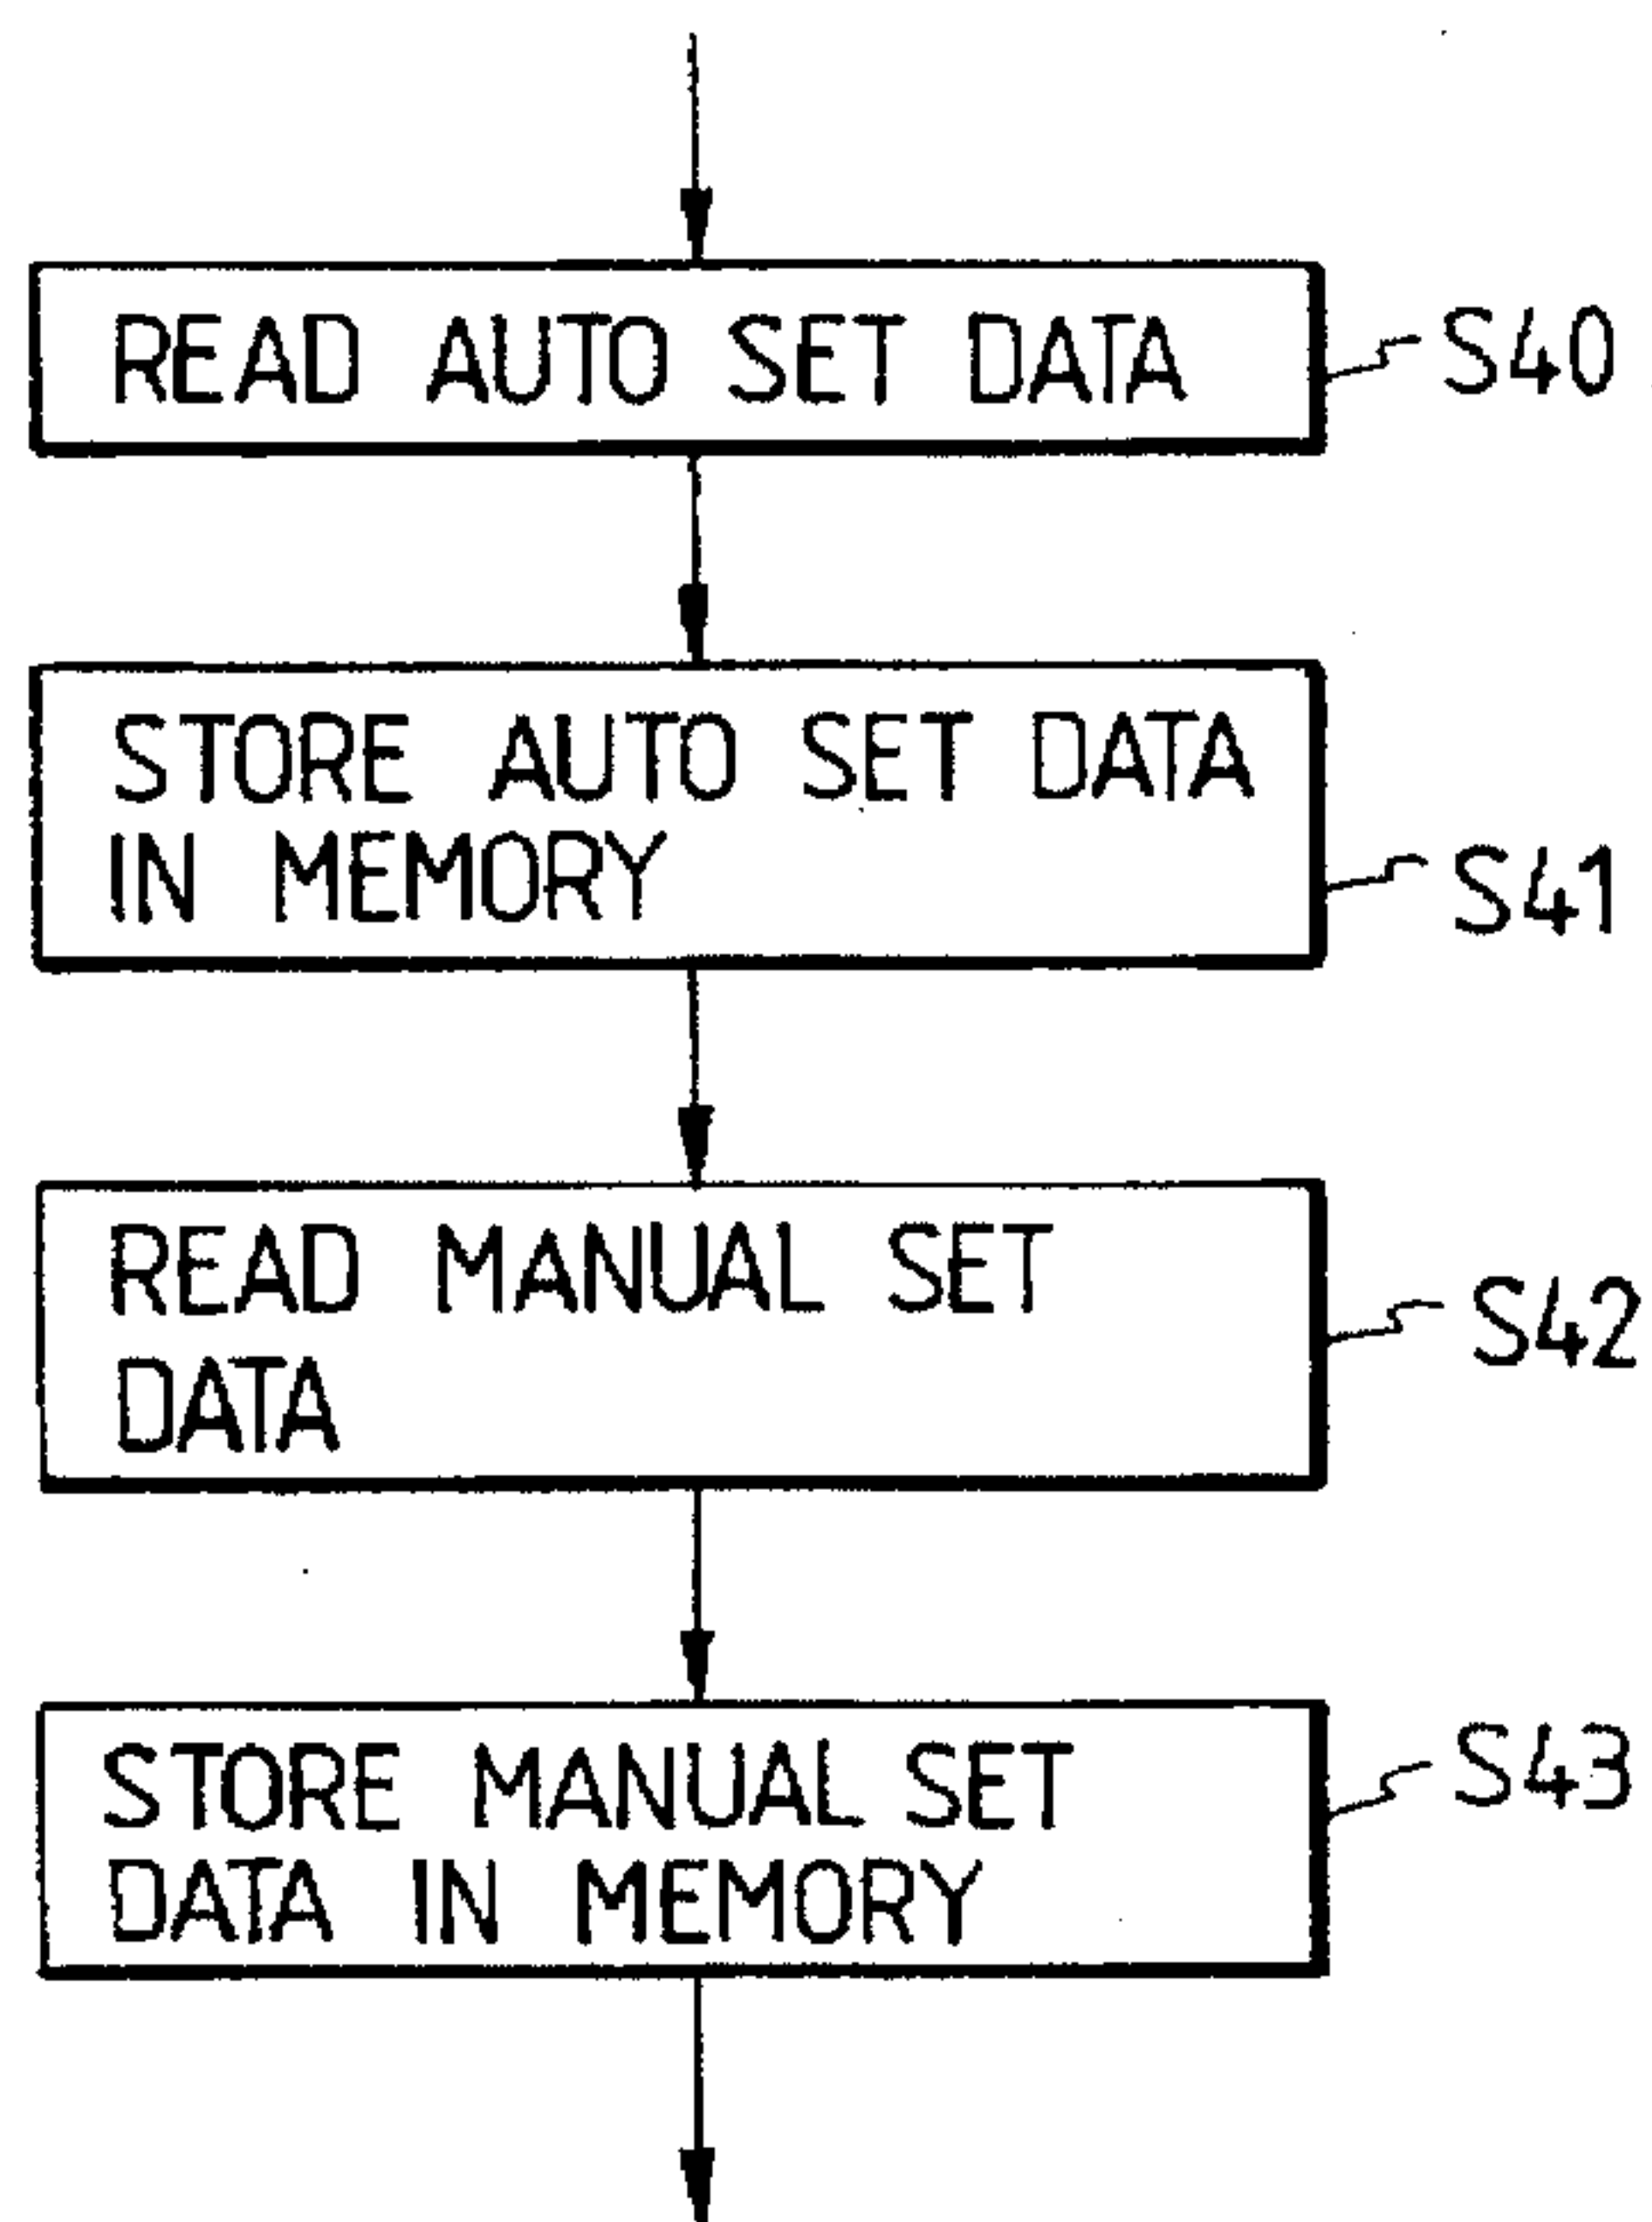 READ AUTO SET DATA
S40
STORE AUTO SET DATA
IN MEMORY
S41
READ MANUAL SET
DATA
S42
STORE MANUAL SET
DATA IN MEMORY
S43